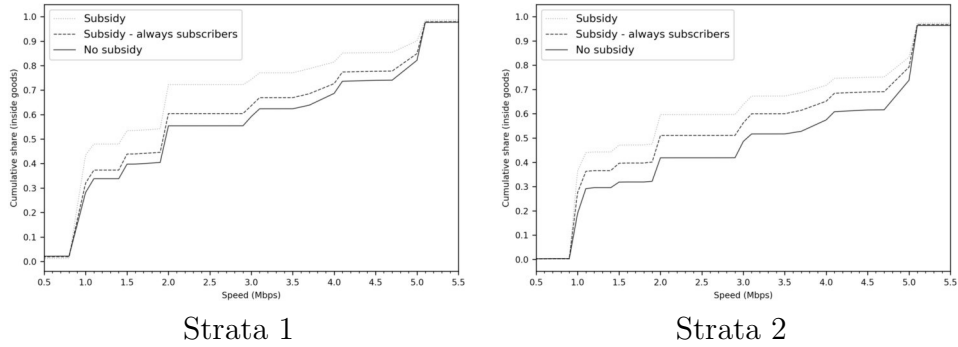 Subsidy
Subsidy - always subscribers
No subsidy
Cumulative share (inside goods)
1.0
0.9
0.8
0.7
0.6
0.5
0.4
0.3
0.2
0.1
0.0
0.5 1.0 1.5 2.0 2.5 3.0 3.5 4.0 4.5 5.0 5.5
Speed (Mbps)
Strata 1
Subsidy
Subsidy - always subscribers
No subsidy
Cumulative share (inside goods)
1.0
0.9
0.8
0.7
0.6
0.5
0.4
0.3
0.2
0.1
0.0
0.5 1.0 1.5 2.0 2.5 3.0 3.5 4.0 4.5 5.0 5.5
Speed (Mbps)
Strata 2